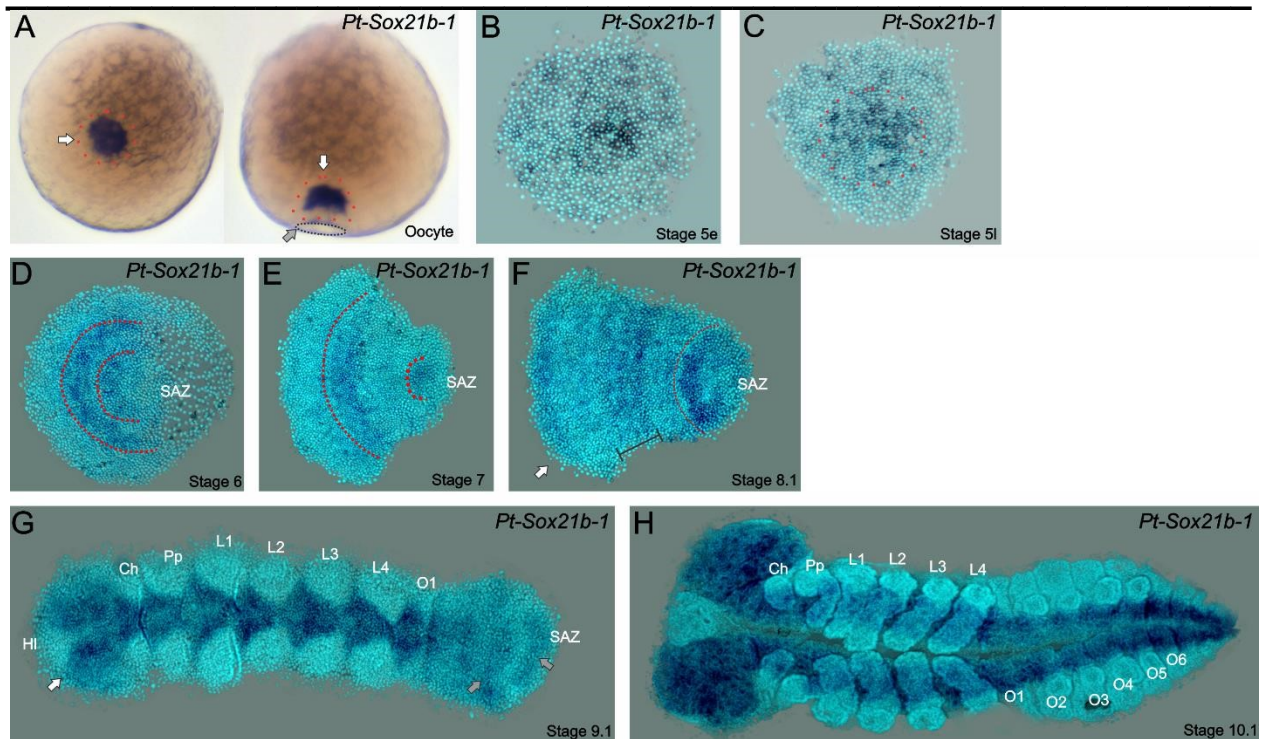 A
Pt-Sox21b-1
Oocyte
B
Pt-Sox21b-1
Stage 5e
C
Pt-Sox21b-1
Stage 5l
D
Pt-Sox21b-1
SAZ
Stage 6
E
Pt-Sox21b-1
SAZ
Stage 7
F
Pt-Sox21b-1
SAZ
Stage 8.1
G
Pt-Sox21b-1
Ch Pp L1 L2 L3 L4 O1
Hl
SAZ
Stage 9.1
H
Pt-Sox21b-1
Ch Pp L1 L2 L3 L4
O1 O2 O3 O4 O5 O6
Stage 10.1